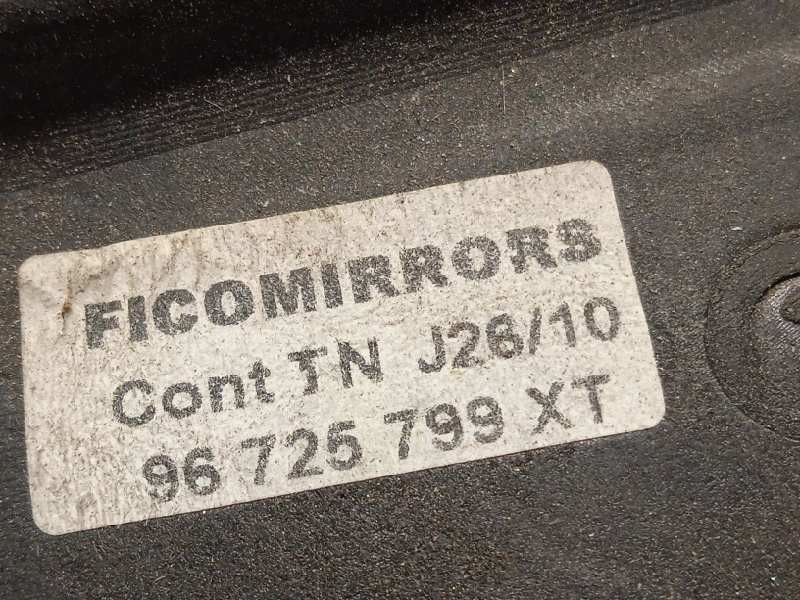 FICOMIRRORS
Cont TN J26/10
96 725 799 XT